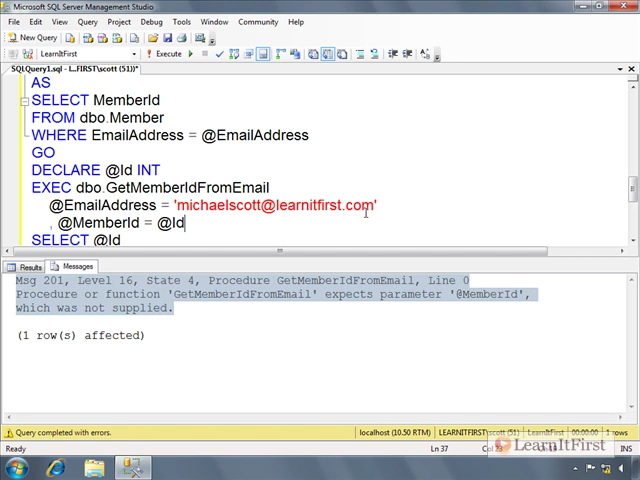 Microsoft SQL Server Management Studio
File Edit View Query Project Debug Tools Window Community Help
New Query
LearnItFirst Execute
SQLQuery1.sql - l...FIRST\scott (51))*
AS
SELECT MemberId
FROM dbo.Member
WHERE EmailAddress = @EmailAddress
GO
DECLARE @Id INT
EXEC dbo.GetMemberIdFromEmail
@EmailAddress = 'michaelscott@learnitfirst.com'
, @MemberId = @Id
SELECT @Id
Results Messages
Msg 201, Level 16, State 4, Procedure GetMemberIdFromEmail, Line 0
Procedure or function 'GetMemberIdFromEmail' expects parameter '@MemberId',
which was not supplied.
(1 row(s) affected)
Query completed with errors. localhost (10.50 RTM) LEARNITFIRST\scott (51) LearnItFirst 00:00:00 1 rows
Ready Ln 37 Col 23 INS
LearnItFirst